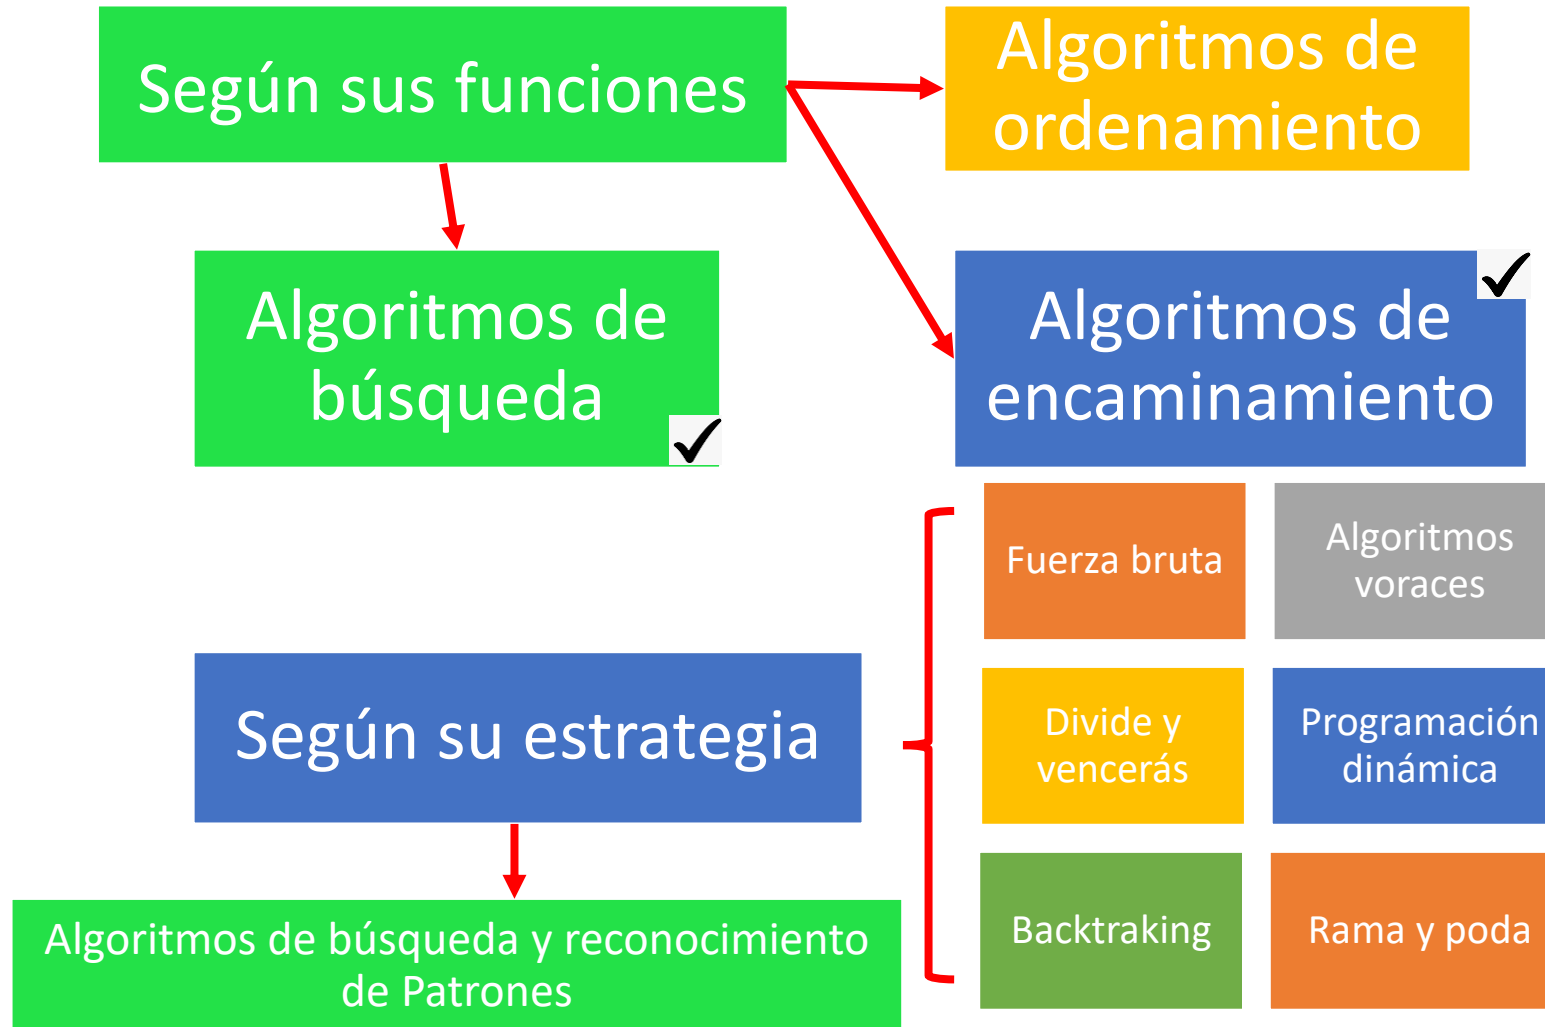 Según sus funciones
Algoritmos de
ordenamiento
Algoritmos de
búsqueda
Algoritmos de
encaminamiento
Fuerza bruta
Algoritmos
voraces
Según su estrategia
Divide y
vencerás
Programación
dinámica
Backtraking
Rama y poda
Algoritmos de búsqueda y reconocimiento
de Patrones